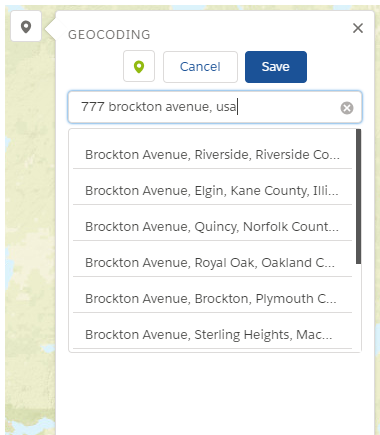 GEOCODING
Cancel
Save
777 brockton avenue, usa
Brockton Avenue, Riverside, Riverside Co...
Brockton Avenue, Elgin, Kane County, Illi...
Brockton Avenue, Quincy, Norfolk Count...
Brockton Avenue, Royal Oak, Oakland C...
Brockton Avenue, Brockton, Plymouth C...
Brockton Avenue, Sterling Heights, Mac...